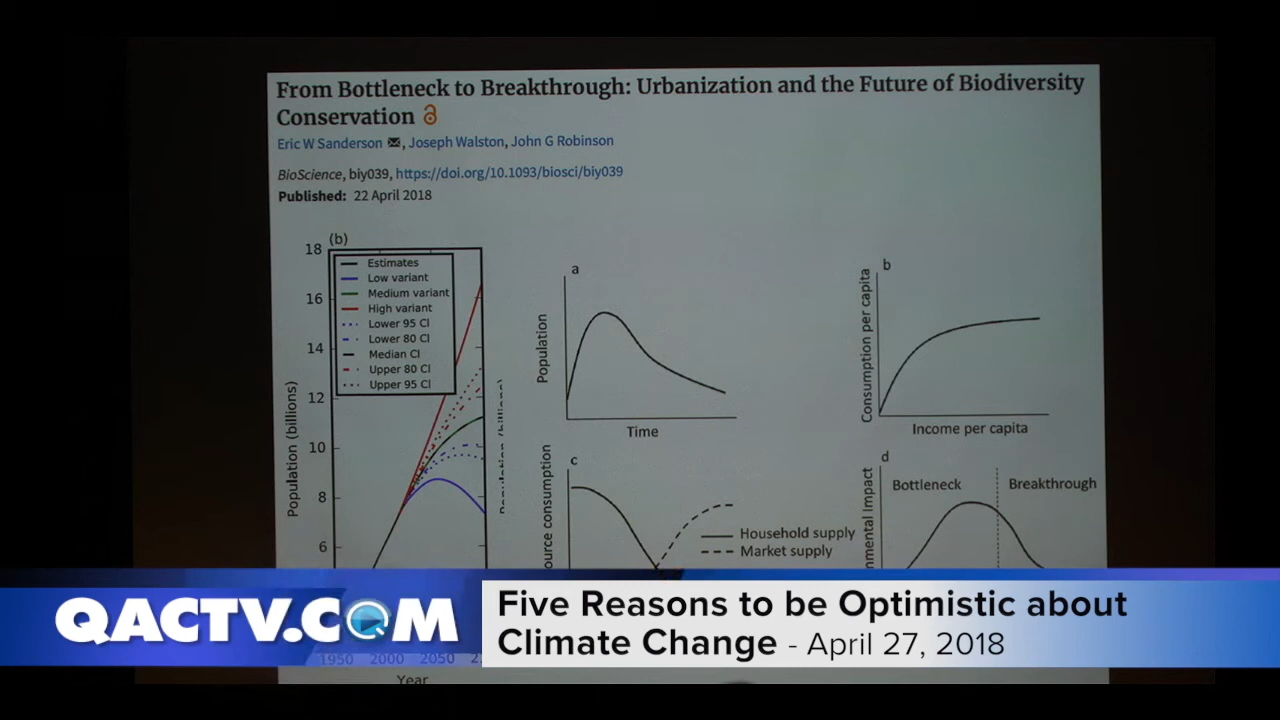 From Bottleneck to Breakthrough: Urbanization and the Future of Biodiversity
Conservation
Eric W Sanderson, Joseph Walston, John G Robinson
BioScience, biy039, https://doi.org/10.1093/biosci/biy039
Published: 22 April 2018
(b)
18
16
14
12
10
8
6
Population (billions)
Estimates
Low variant
Medium variant
High variant
Lower 95 CI
Lower 80 CI
Median CI
Upper 80 CI
Upper 95 CI
1950 2000 2050
Year
a
Population
Time
b
Consumption per capita
Income per capita
c
Household supply
Market supply
d
Bottleneck
Breakthrough
Impact
QACTV.COM
Five Reasons to be Optimistic about
Climate Change - April 27, 2018